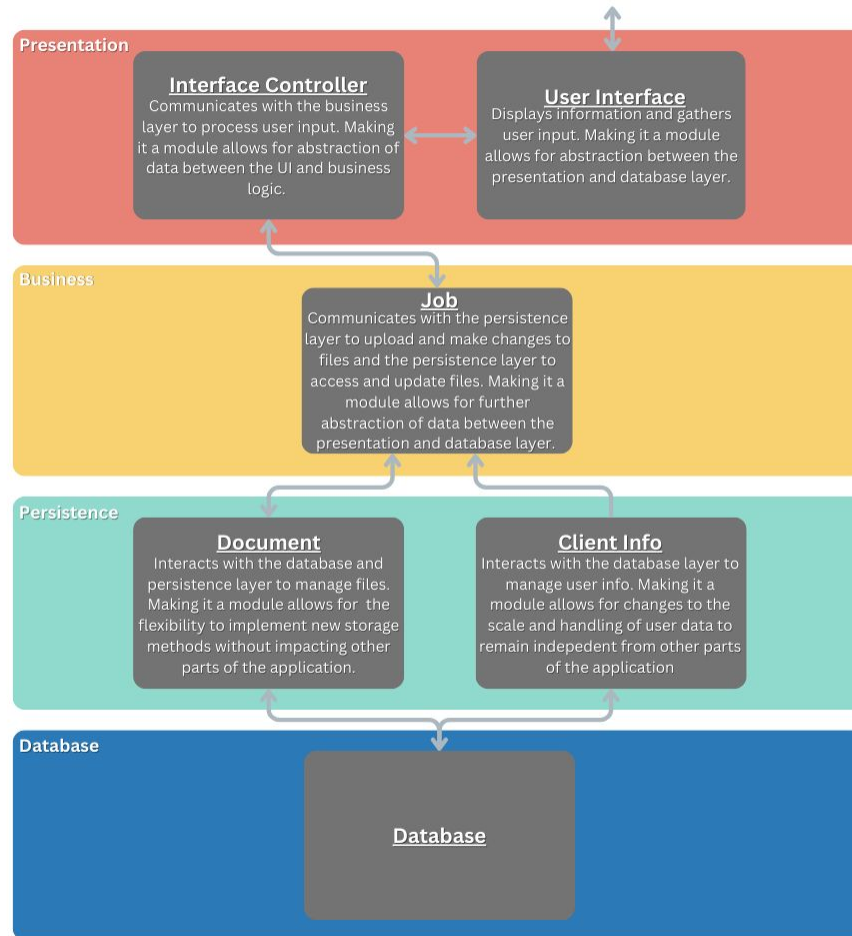 Presentation
Interface Controller
Communicates with the business
layer to process user input. Making
it a module allows for abstraction of
data between the UI and business
logic.
User Interface
Displays information and gathers
user input. Making it a module
allows for abstraction between the
presentation and database layer.
Business
Job
Communicates with the persistence
layer to upload and make changes to
files and the persistence layer to
access and update files. Making it a
module allows for further
abstraction of data between the
presentation and database layer.
Persistence
Document
Interacts with the database and
persistence layer to manage files.
Making it a module allows for the
flexibility to implement new storage
methods without impacting other
parts of the application.
Client Info
Interacts with the database layer to
manage user info. Making it a
module allows for changes to the
scale and handling of user data to
remain indepedent from other parts
of the application
Database
Database